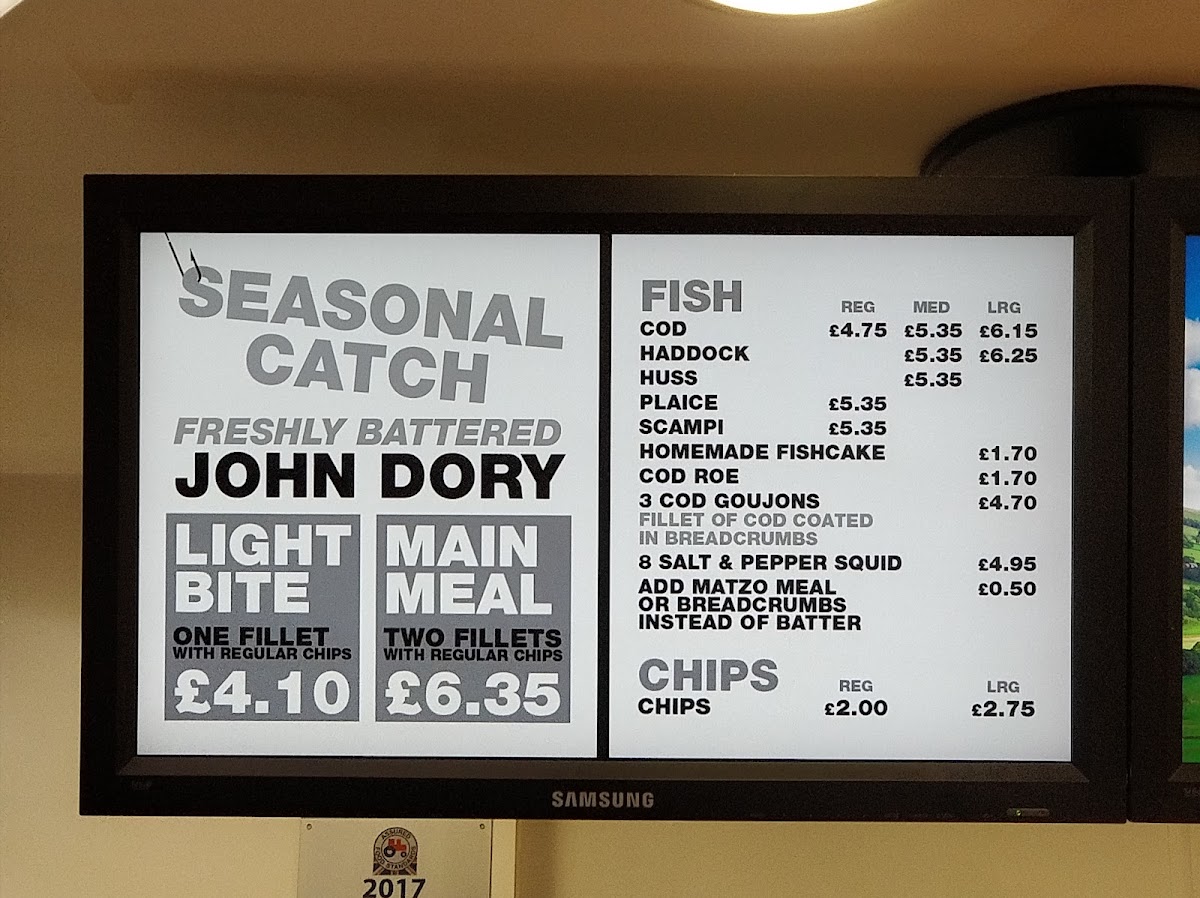 SEASONAL
CATCH
FRESHLY BATTERED
JOHN DORY
LIGHT
BITE
ONE FILLET
WITH REGULAR CHIPS
£4.10
MAIN
MEAL
TWO FILLETS
WITH REGULAR CHIPS
£6.35
FISH REG MED LRG
COD £4.75 £5.35 £6.15
HADDOCK £5.35 £6.25
HUSS £5.35
PLAICE £5.35
SCAMPI £5.35
HOMEMADE FISHCAKE £1.70
COD ROE £1.70
3 COD GOUJONS £4.70
FILLET OF COD COATED
IN BREADCRUMBS
8 SALT & PEPPER SQUID £4.95
ADD MATZO MEAL £0.50
OR BREADCRUMBS
INSTEAD OF BATTER
CHIPS REG LRG
CHIPS £2.00 £2.75
SAMSUNG
ASSURED
FOOD STANDARDS
2017